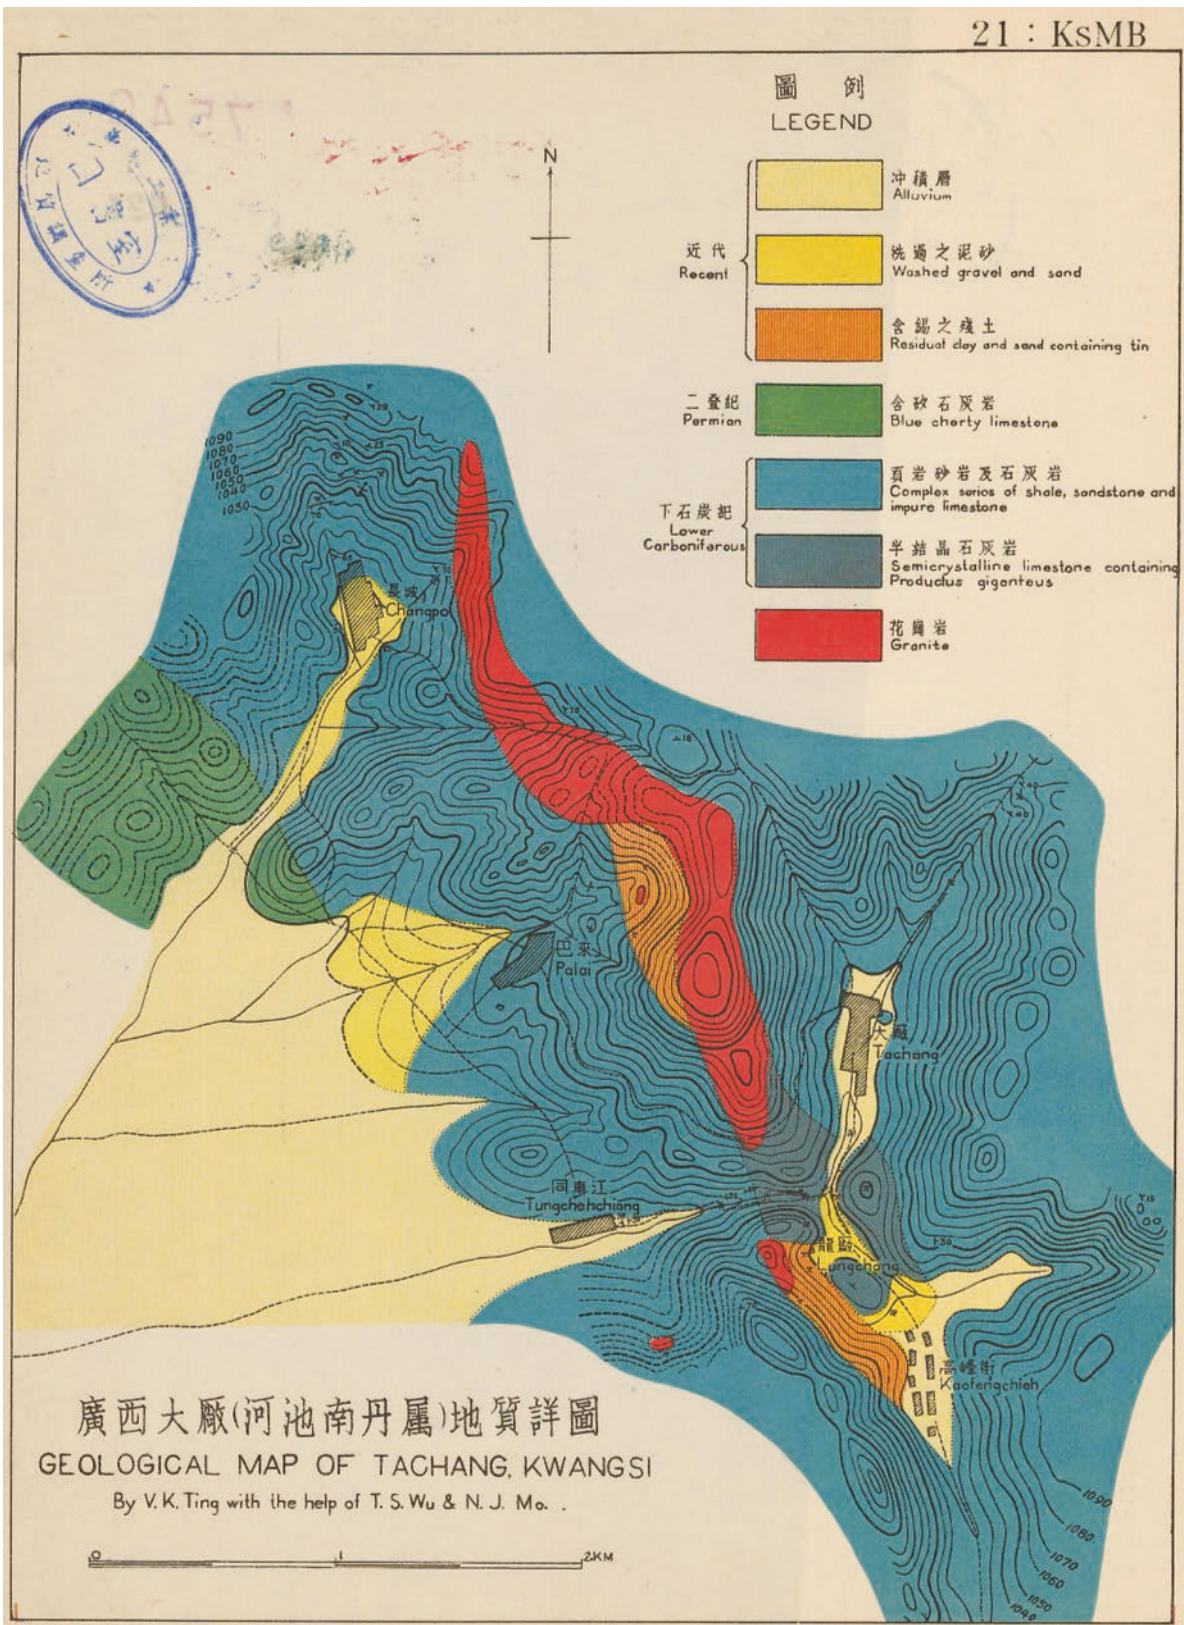 21 : KsMB
圖 例
LEGEND
N
近代
Recent
冲積層
Alluvium
洗過之泥砂
Washed gravel and sand
含錫之殘土
Residual clay and sand containing tin
二叠紀
Permian
含矽石灰岩
Blue cherty limestone
下石炭紀
Lower
Carboniferous
頁岩砂岩及石灰岩
Complex series of shale, sandstone and
impure limestone
半結晶石灰岩
Semicrystalline limestone containing
Productus giganteus
花崗岩
Granite
1090
1080
1070
1060
1050
1040
1030
長坡
Changpo
巴來
Palai
大廠
Tachang
同車江
Tungchehchiang
龍廠
Lungchang
高峰街
Kaofengchieh
1090
1080
1070
1060
1050
1040
廣西大廠(河池南丹属)地質詳圖
GEOLOGICAL MAP OF TACHANG, KWANGSI
By V. K. Ting with the help of T. S. Wu & N. J. Mo. .
0 1 2KM